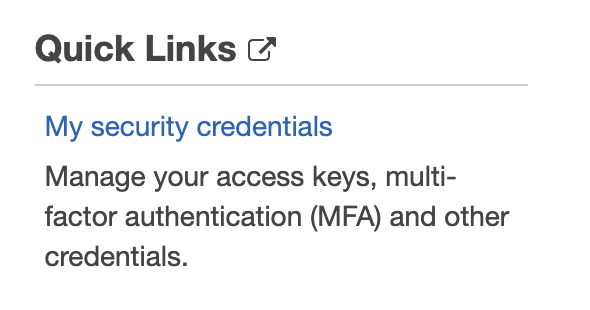 Quick Links
My security credentials
Manage your access keys, multi-
factor authentication (MFA) and other
credentials.